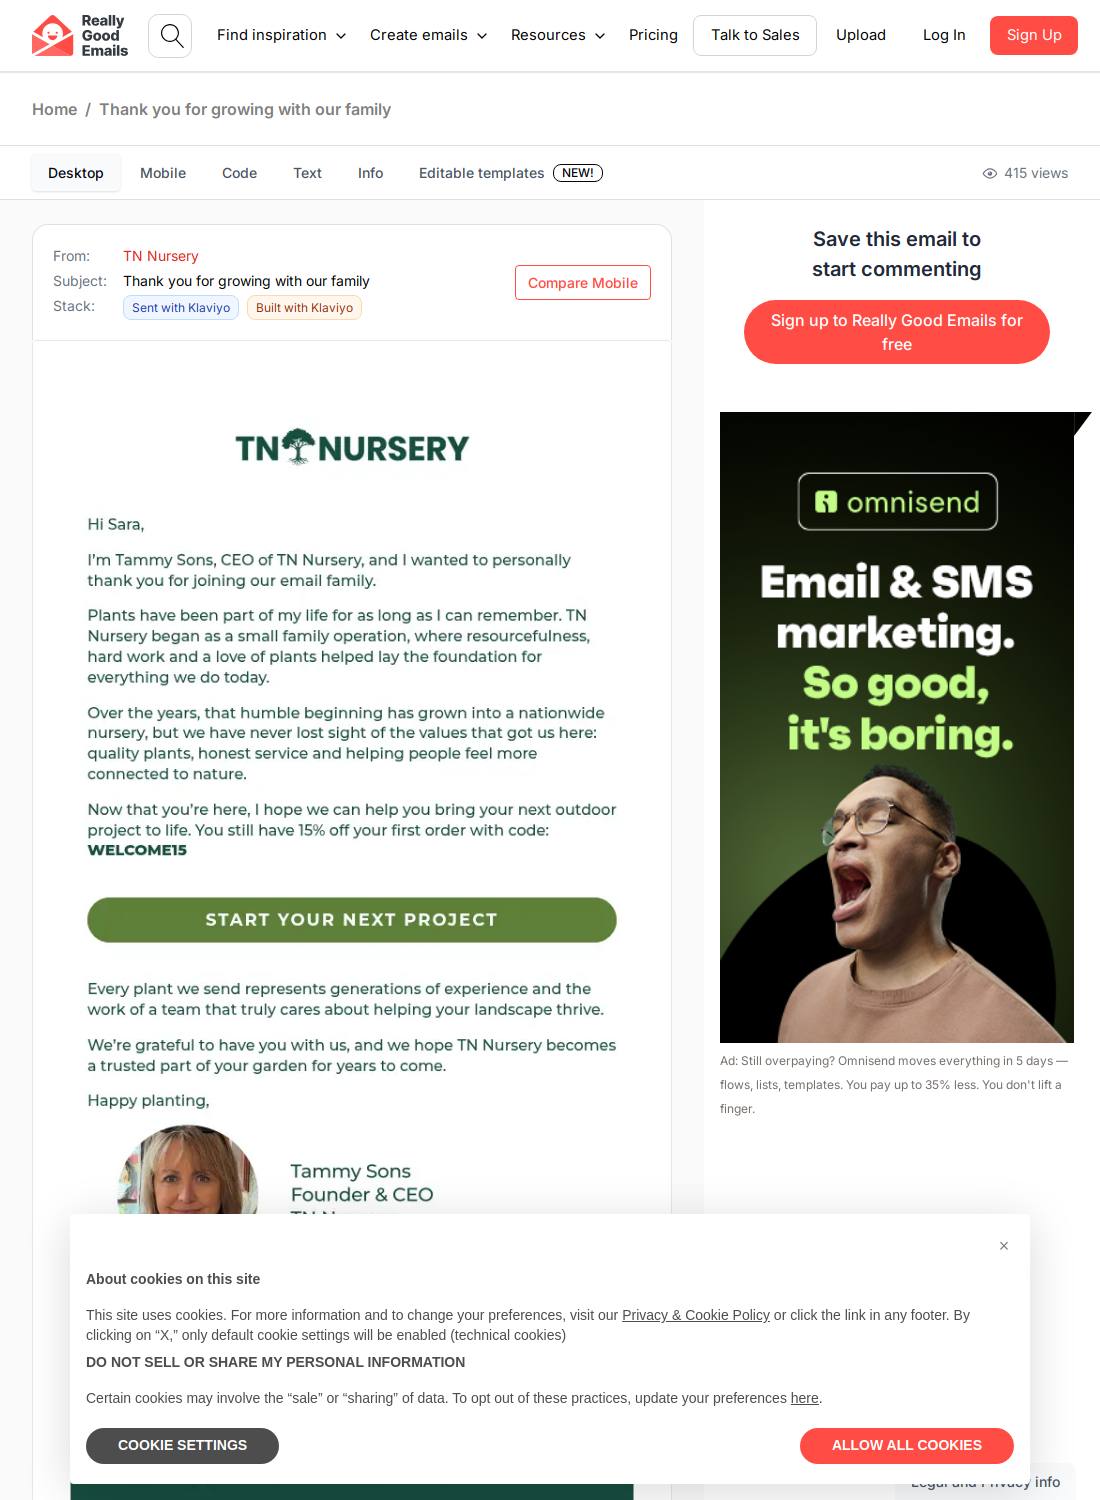 Really
Good
Emails
Find inspiration
Create emails
Resources
Pricing
Talk to Sales
Upload
Log In
Sign Up
Home / Thank you for growing with our family
Desktop
Mobile
Code
Text
Info
Editable templates
NEW!
415 views
From: TN Nursery
Subject: Thank you for growing with our family
Stack: Sent with Klaviyo Built with Klaviyo
Compare Mobile
TN NURSERY
Hi Sara,
I'm Tammy Sons, CEO of TN Nursery, and I wanted to personally
thank you for joining our email family.
Plants have been part of my life for as long as I can remember. TN
Nursery began as a small family operation, where resourcefulness,
hard work and a love of plants helped lay the foundation for
everything we do today.
Over the years, that humble beginning has grown into a nationwide
nursery, but we have never lost sight of the values that got us here:
quality plants, honest service and helping people feel more
connected to nature.
Now that you're here, I hope we can help you bring your next outdoor
project to life. You still have 15% off your first order with code:
WELCOME15
START YOUR NEXT PROJECT
Every plant we send represents generations of experience and the
work of a team that truly cares about helping your landscape thrive.
We're grateful to have you with us, and we hope TN Nursery becomes
a trusted part of your garden for years to come.
Happy planting,
Tammy Sons
Founder & CEO
Save this email to
start commenting
Sign up to Really Good Emails for
free
omnisend
Email & SMS
marketing.
So good,
it's boring.
Ad: Still overpaying? Omnisend moves everything in 5 days —
flows, lists, templates. You pay up to 35% less. You don't lift a
finger.
×
About cookies on this site
This site uses cookies. For more information and to change your preferences, visit our Privacy & Cookie Policy or click the link in any footer. By
clicking on “X,” only default cookie settings will be enabled (technical cookies)
DO NOT SELL OR SHARE MY PERSONAL INFORMATION
Certain cookies may involve the “sale” or “sharing” of data. To opt out of these practices, update your preferences here.
COOKIE SETTINGS
ALLOW ALL COOKIES
Legal and Privacy info